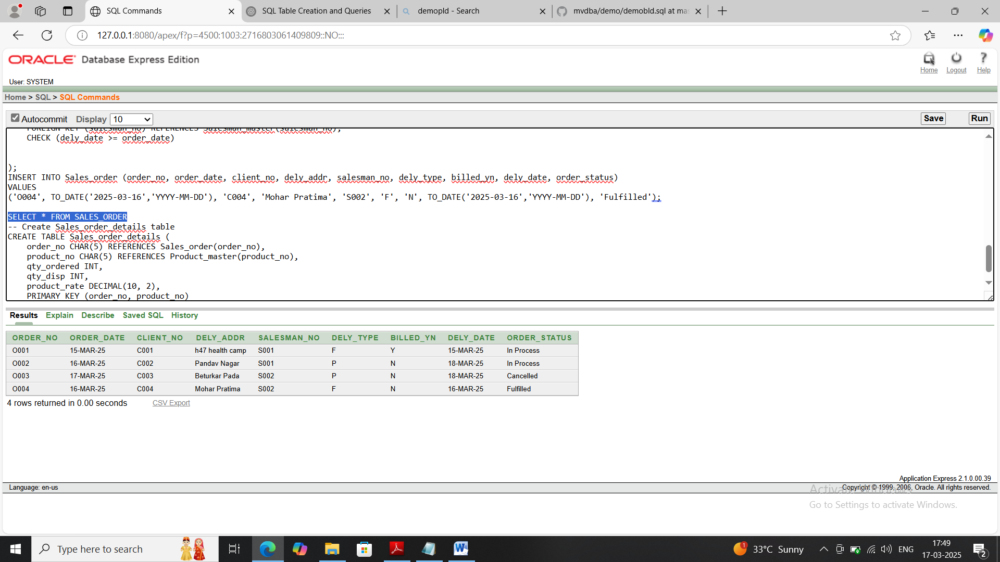 SQL Commands
SQL Table Creation and Queries
demopld - Search
mvdba/demo/demobld.sql at mas
127.0.0.1:8080/apex/f?p=4500:1003:2716803061409809::NO:::
ORACLE Database Express Edition
Home Logout Help
User: SYSTEM
Home > SQL > SQL Commands
Autocommit Display 10 Save Run
FOREIGN KEY (salesman_no) REFERENCES Salesman_master(salesman_no),
CHECK (dely_date >= order_date)
);
INSERT INTO Sales_order (order_no, order_date, client_no, dely_addr, salesman_no, dely_type, billed_yn, dely_date, order_status)
VALUES
('O004', TO_DATE('2025-03-16','YYYY-MM-DD'), 'C004', 'Mohar Pratima', 'S002', 'F', 'N', TO_DATE('2025-03-16','YYYY-MM-DD'), 'Fulfilled');
SELECT * FROM SALES_ORDER
-- Create Sales_order_details table
CREATE TABLE Sales_order_details (
order_no CHAR(5) REFERENCES Sales_order(order_no),
product_no CHAR(5) REFERENCES Product_master(product_no),
qty_ordered INT,
qty_disp INT,
product_rate DECIMAL(10, 2),
PRIMARY KEY (order_no, product_no)
Results Explain Describe Saved SQL History
ORDER_NO ORDER_DATE CLIENT_NO DELY_ADDR SALESMAN_NO DELY_TYPE BILLED_YN DELY_DATE ORDER_STATUS
O001 15-MAR-25 C001 h47 health camp S001 F Y 15-MAR-25 In Process
O002 16-MAR-25 C002 Pandav Nagar S001 P N 18-MAR-25 In Process
O003 17-MAR-25 C003 Beturkar Pada S002 P N 18-MAR-25 Cancelled
O004 16-MAR-25 C004 Mohar Pratima S002 F N 16-MAR-25 Fulfilled
4 rows returned in 0.00 seconds CSV Export
Application Express 2.1.0.00.39
Language: en-us Copyright © 1999, 2006, Oracle. All rights reserved.
Activate Windows
Go to Settings to activate Windows.
Type here to search
1 33°C Sunny ENG 17:49
17-03-2025 2